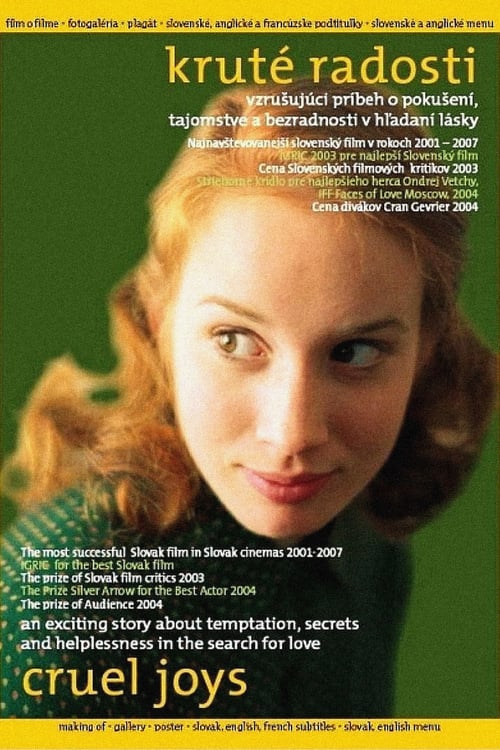 film o filme - fotogaléria - plagát - slovenské, anglické a francúzske podtitulky - slovenské a anglické menu
kruté radosti
vzrušujúci príbeh o pokušení,
tajomstve a bezradnosti v hľadaní lásky
Najnavštevovanejší slovenský film v rokoch 2001 – 2007
IGRIC 2003 pre najlepší Slovenský film
Cena Slovenských filmových kritikov 2003
Strieborné krídlo pre najlepšieho herca Ondrej Vetchy,
IFF Faces of Love Moscow, 2004
Cena divákov Cran Gevrier 2004
The most successful Slovak film in Slovak cinemas 2001-2007
IGRIC for the best Slovak film
The prize of Slovak film critics 2003
The Prize Silver Arrow for the Best Actor 2004
The prize of Audience 2004
an exciting story about temptation, secrets
and helplessness in the search for love
cruel joys
making of - gallery - poster - slovak, english, french subtitles - slovak, english menu